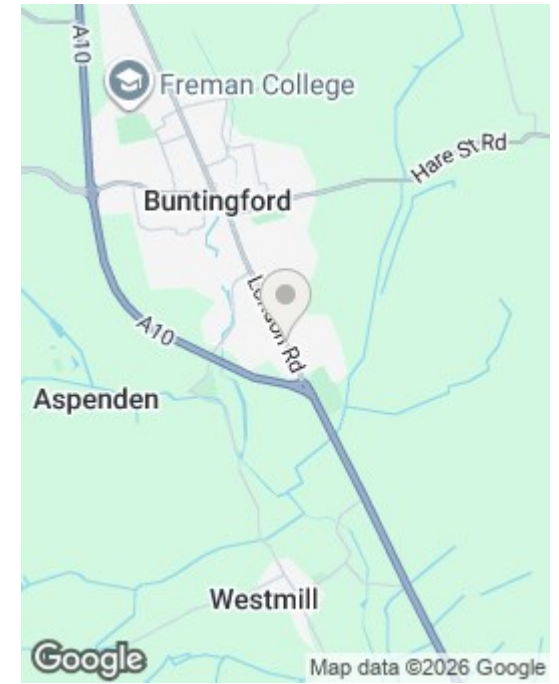 A10
Freman College
Hare St Rd
Buntingford
London Rd
A10
Aspenden
Westmill
Google
Map data ©2026 Google